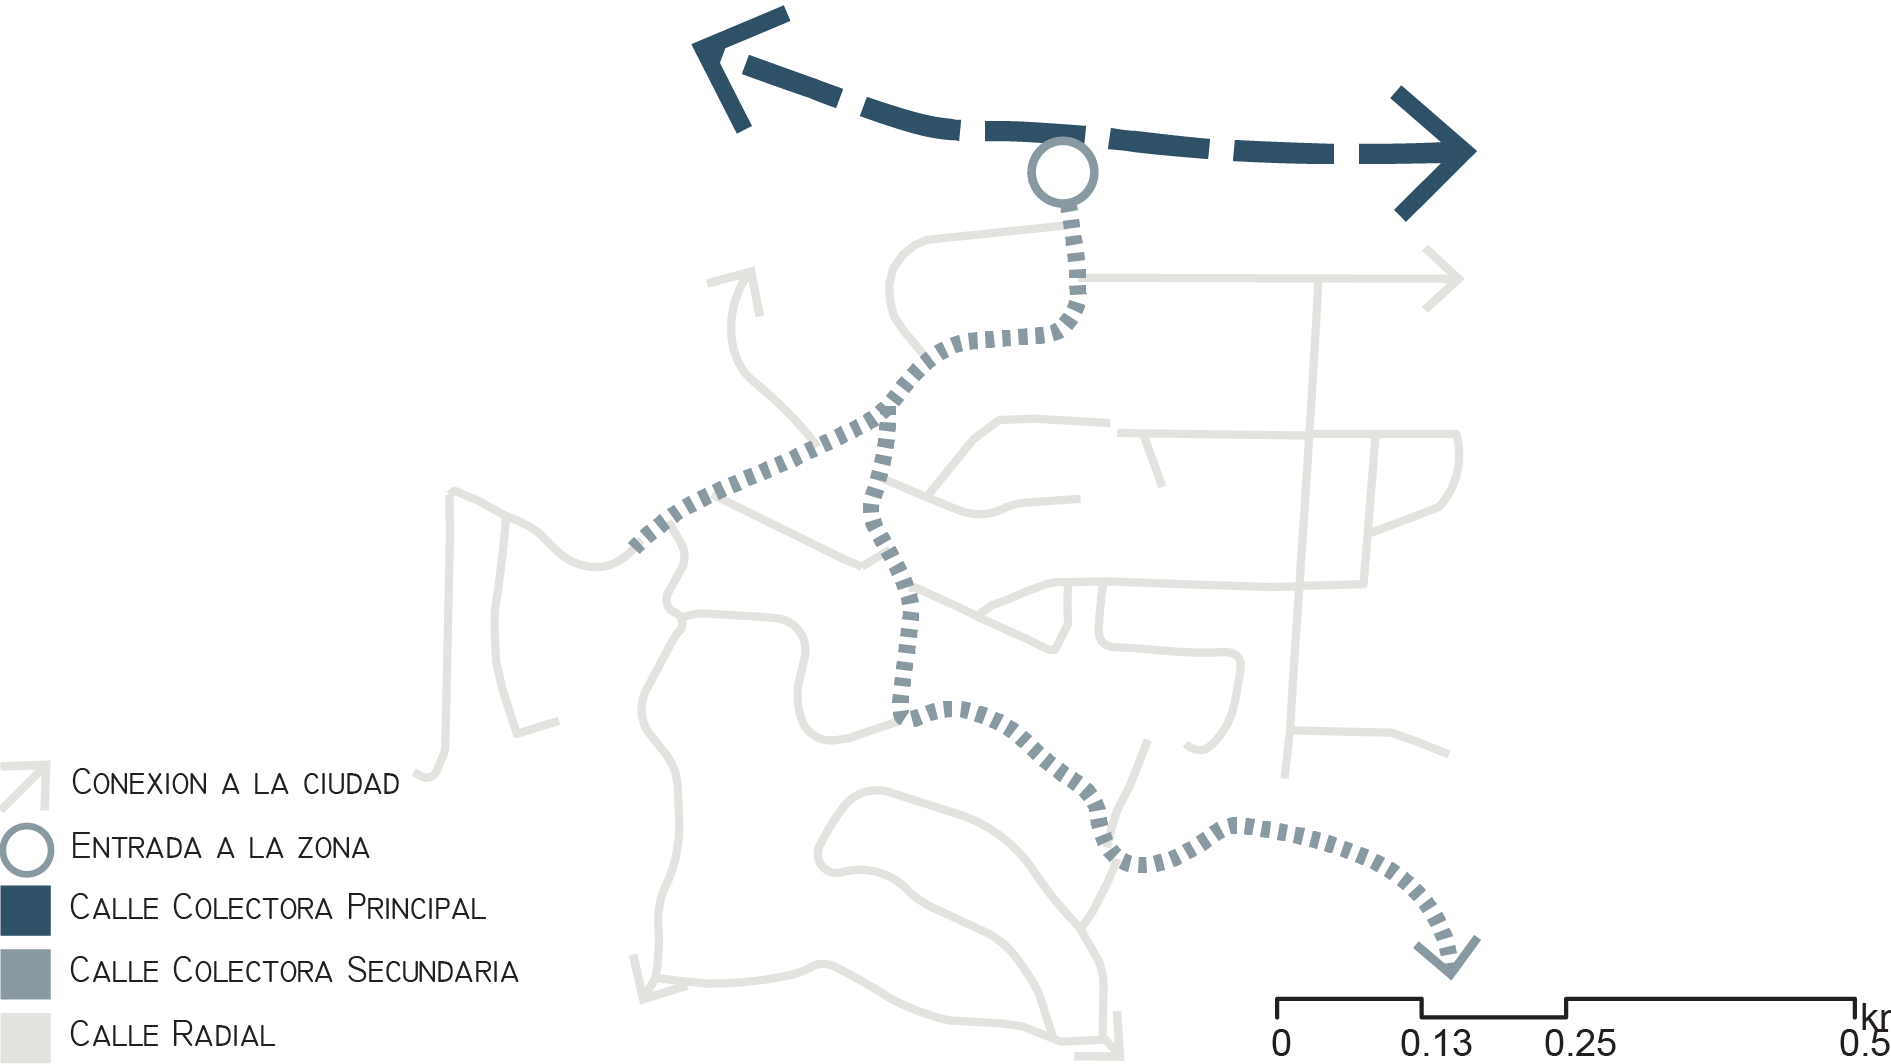 CONEXION A LA CIUDAD
ENTRADA A LA ZONA
CALLE COLECTORA PRINCIPAL
CALLE COLECTORA SECUNDARIA
CALLE RADIAL
0 0.13 0.25 0.5